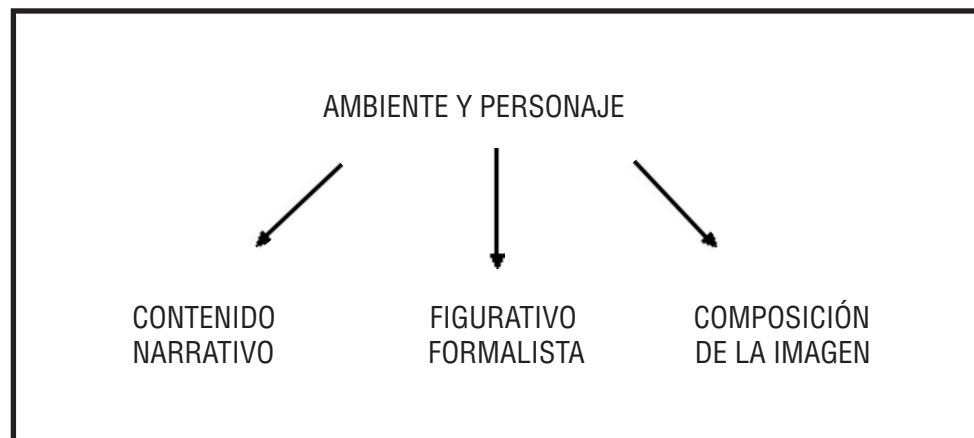 AMBIENTE Y PERSONAJE
CONTENIDO
NARRATIVO
FIGURATIVO
FORMALISTA
COMPOSICIÓN
DE LA IMAGEN